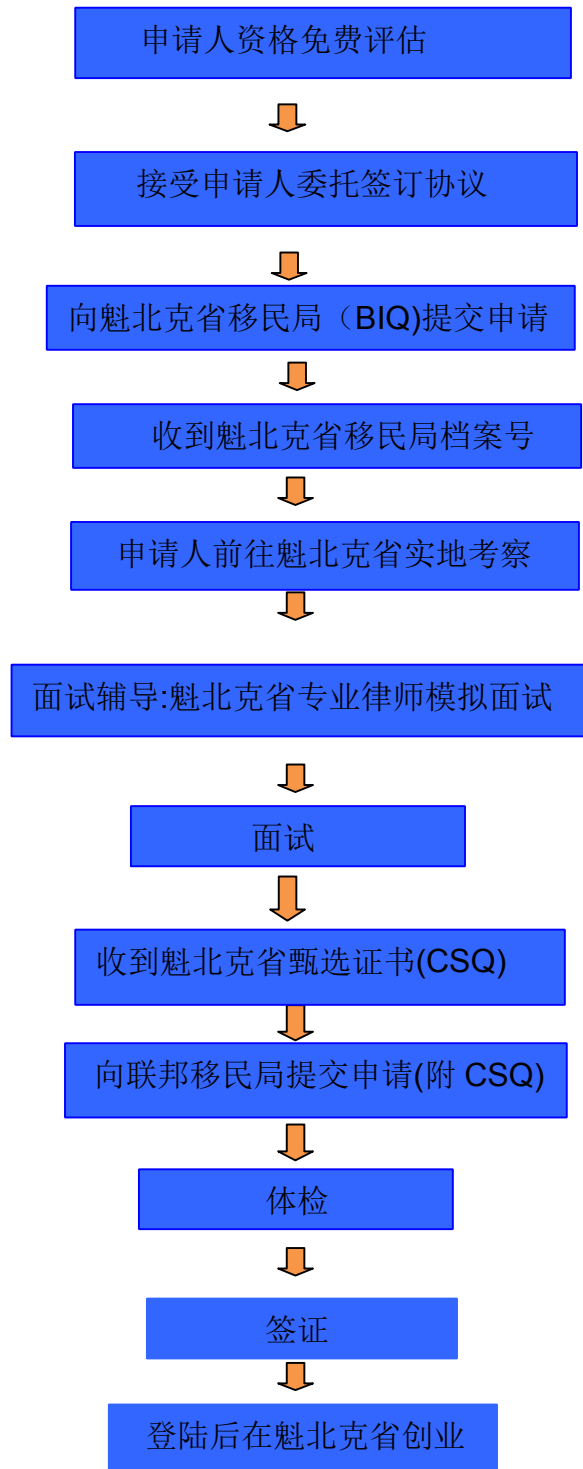 申请人资格免费评估
接受申请人委托签订协议
向魁北克省移民局（BIQ)提交申请
收到魁北克省移民局档案号
申请人前往魁北克省实地考察
面试辅导:魁北克省专业律师模拟面试
面试
收到魁北克省甄选证书(CSQ)
向联邦移民局提交申请(附 CSQ)
体检
签证
登陆后在魁北克省创业